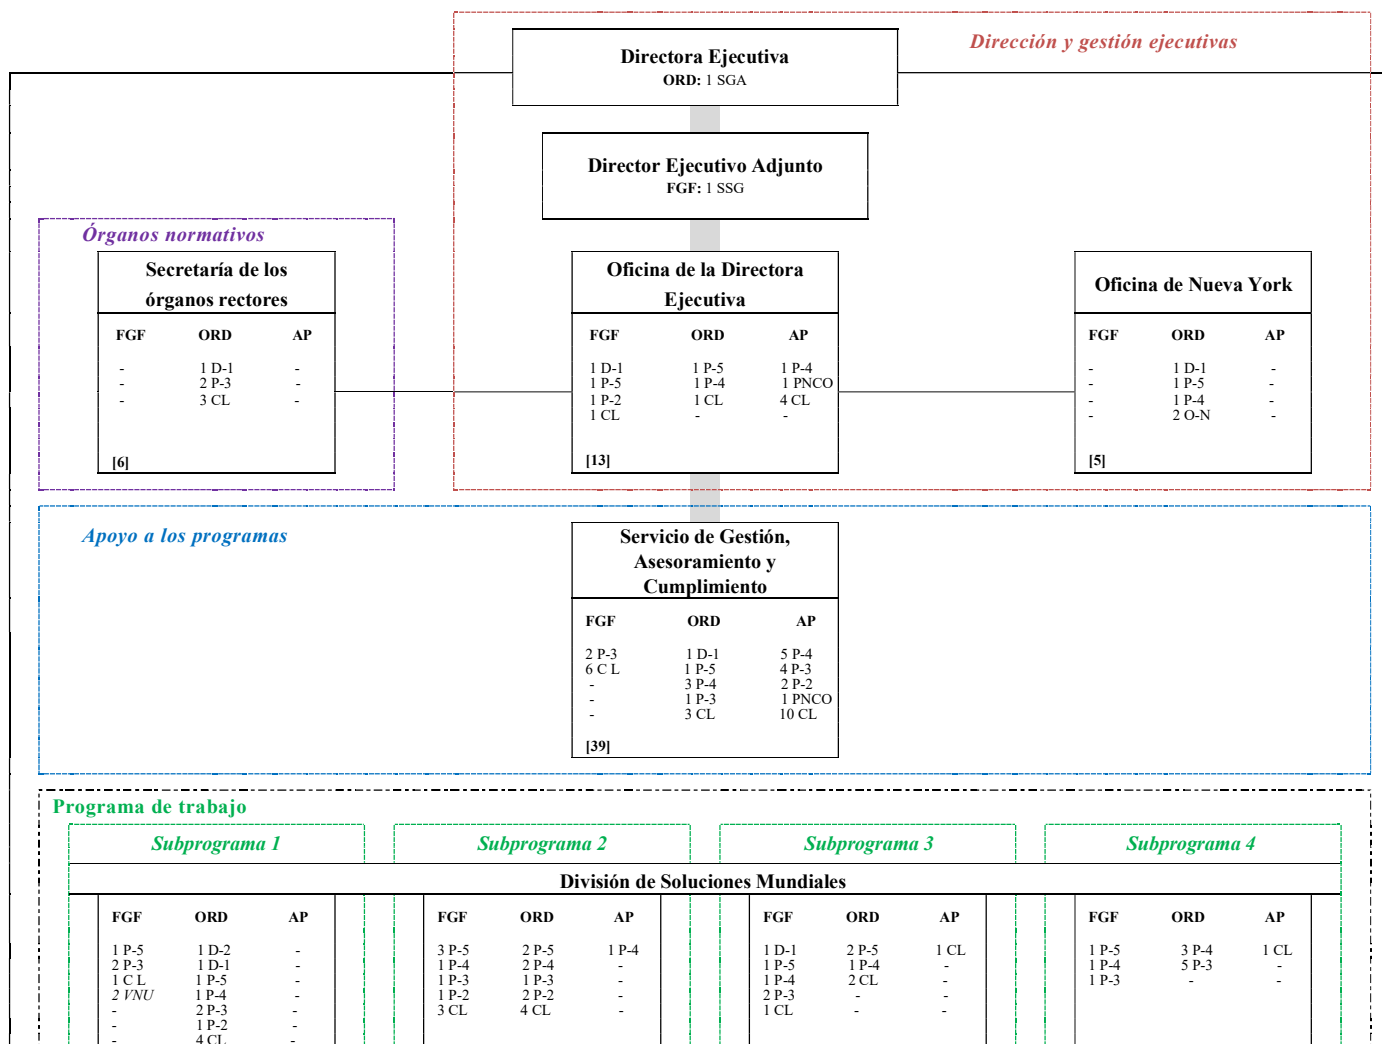 Dirección y gestión ejecutivas
Directora Ejecutiva
ORD: 1 SGA
Director Ejecutivo Adjunto
FGF: 1 SSG
Órganos normativos
Secretaría de los
órganos rectores
FGF ORD AP
- 1 D-1 -
- 2 P-3 -
- 3 CL -
[6]
Oficina de la Directora
Ejecutiva
FGF ORD AP
1 D-1 1 P-5 1 P-4
1 P-5 1 P-4 1 PNCO
1 P-2 1 CL 4 CL
1 CL - -
[13]
Oficina de Nueva York
FGF ORD AP
- 1 D-1 -
- 1 P-5 -
- 1 P-4 -
- 2 O-N -
[5]
Apoyo a los programas
Servicio de Gestión,
Asesoramiento y
Cumplimiento
FGF ORD AP
2 P-3 1 D-1 5 P-4
6 C L 1 P-5 4 P-3
- 3 P-4 2 P-2
- 1 P-3 1 PNCO
- 3 CL 10 CL
[39]
Programa de trabajo
Subprograma 1 Subprograma 2 Subprograma 3 Subprograma 4
División de Soluciones Mundiales
FGF ORD AP
1 P-5 1 D-2 -
2 P-3 1 D-1 -
1 C L 1 P-5 -
2 VNU 1 P-4 -
- 2 P-3 -
- 1 P-2 -
- 4 CL -
FGF ORD AP
3 P-5 2 P-5 1 P-4
1 P-4 2 P-4 -
1 P-3 1 P-3 -
1 P-2 2 P-2 -
3 CL 4 CL -
FGF ORD AP
1 D-1 2 P-5 1 CL
1 P-5 1 P-4 -
1 P-4 2 CL -
2 P-3 - -
1 CL - -
FGF ORD AP
1 P-5 3 P-4 1 CL
1 P-4 5 P-3 -
1 P-3 - -